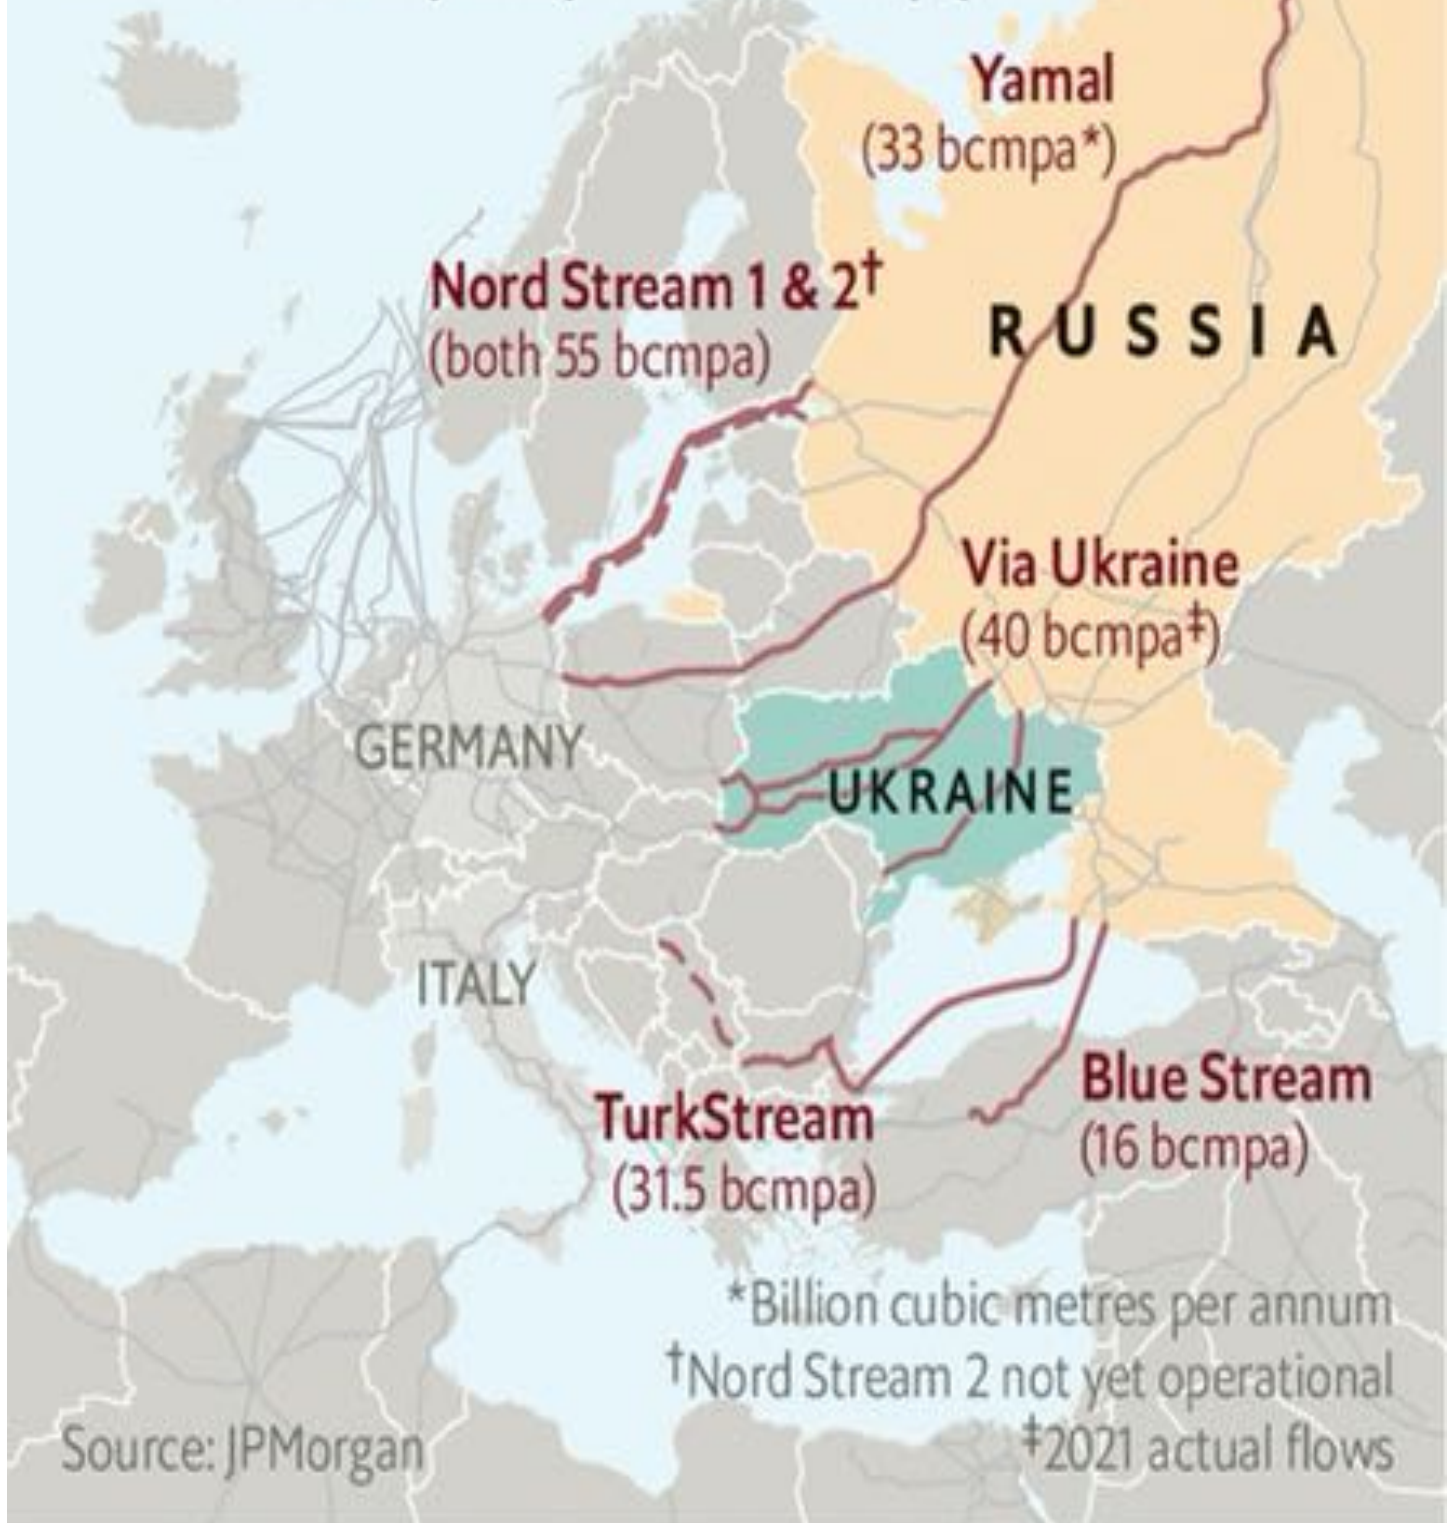 Yamal
(33 bcmpa*)
Nord Stream 1 & 2†
(both 55 bcmpa)
RUSSIA
Via Ukraine
(40 bcmpa‡)
GERMANY
UKRAINE
ITALY
Blue Stream
(16 bcmpa)
TurkStream
(31.5 bcmpa)
*Billion cubic metres per annum
†Nord Stream 2 not yet operational
Source: JPMorgan
‡2021 actual flows